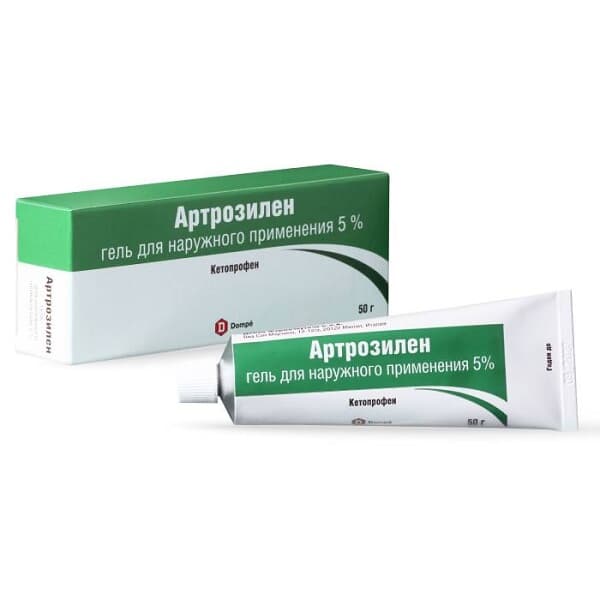 Артрозилен
гель для наружного применения 5 %
Кетопрофен
Dompé
50 г
Артрозилен
Артрозилен
гель для наружного применения 5%
Кетопрофен
Dompé
50 г
Годен до